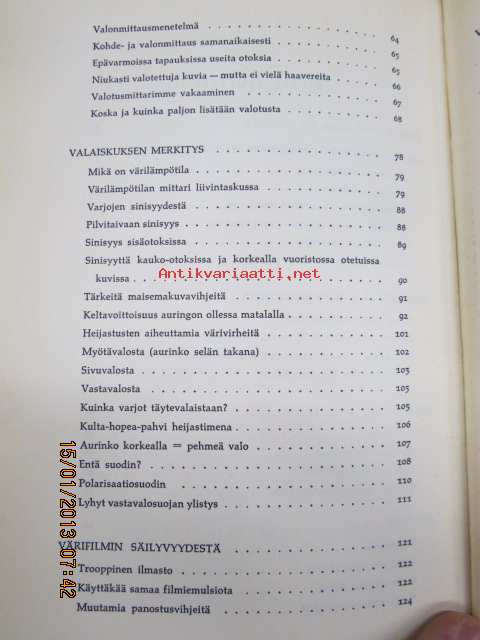 Valonmittausmenetelmä . . . . . . . . . . . . 64
Kohde- ja valonmittaus samanaikaisesti . . . . . . . . 65
Epävarmoissa tapauksissa useita otoksia . . . . . . . . 65
Niukasti valotettuja kuvia — mutta ei vielä haavereita . . . . 66
Valotusmittarimme vakaaminen . . . . . . . . . . 67
Koska ja kuinka paljon lisätään valotusta . . . . . . . 68
VALAISKUKSEN MERKITYS . . . . . . . . . . . . 78
Mikä on värilämpötila . . . . . . . . . . . . 79
Värilämpötilan mittari liivintaskussa . . . . . . . . 79
Varjojen sinisyydestä . . . . . . . . . . . . 88
Pilvitaivaan sinisyys . . . . . . . . . . . . 88
Sinisyys sisäotoksissa . . . . . . . . . . . . 89
Sinisyyttä kauko-otoksissa ja korkealla vuoristossa otetuissa
kuvissa . . . . . . . . . . . . . . . . 90
Antikvariaatti.net
Tärkeitä maisemakuvavihjeitä . . . . . . . . . . 91
Keltavoittoisuus auringon ollessa matalalla . . . . . . . 92
Heijastusten aiheuttamia värivirheitä . . . . . . . . 101
Myötävalosta (aurinko selän takana) . . . . . . . . 102
Sivuvalosta . . . . . . . . . . . . . . . 103
Vastavalosta . . . . . . . . . . . . . . . 105
Kuinka varjot täytevalaistaan? . . . . . . . . . . 105
Kulta-hopea-pahvi heijastimena . . . . . . . . . . 106
Aurinko korkealla = pehmeä valo . . . . . . . . . 107
Entä suodin? . . . . . . . . . . . . . . . 108
Polarisaatiosuodin . . . . . . . . . . . . . 110
Lyhyt vastavalosuojan ylistys . . . . . . . . . . 111
VÄRIFILMIN SÄILYVYYDESTÄ . . . . . . . . . . . 121
Trooppinen ilmasto . . . . . . . . . . . . . 122
Käyttäkää samaa filmiemulsiota . . . . . . . . . . 122
Muutamia panostusvihjeitä . . . . . . . . . . . 124
15/01/2013 07:42